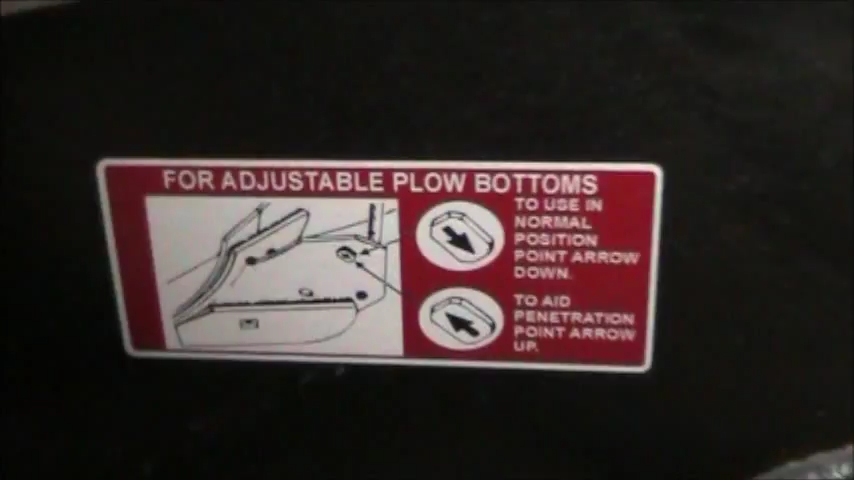 FOR ADJUSTABLE PLOW BOTTOMS
TO USE IN
NORMAL
POSITION
POINT ARROW
DOWN.
TO AID
PENETRATION
POINT ARROW
UP.